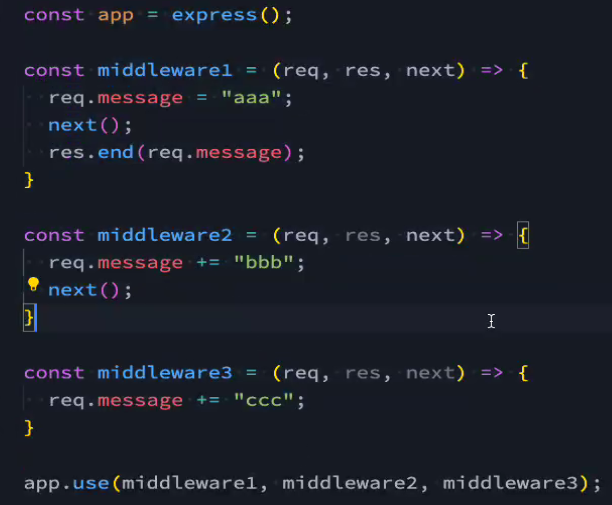 const app = express();
const middleware1 = (req, res, next) => {
req.message = "aaa";
next();
res.end(req.message);
}
const middleware2 = (req, res, next) => {
req.message += "bbb";
next();
}
const middleware3 = (req, res, next) => {
req.message += "ccc";
}
app.use(middleware1, middleware2, middleware3);